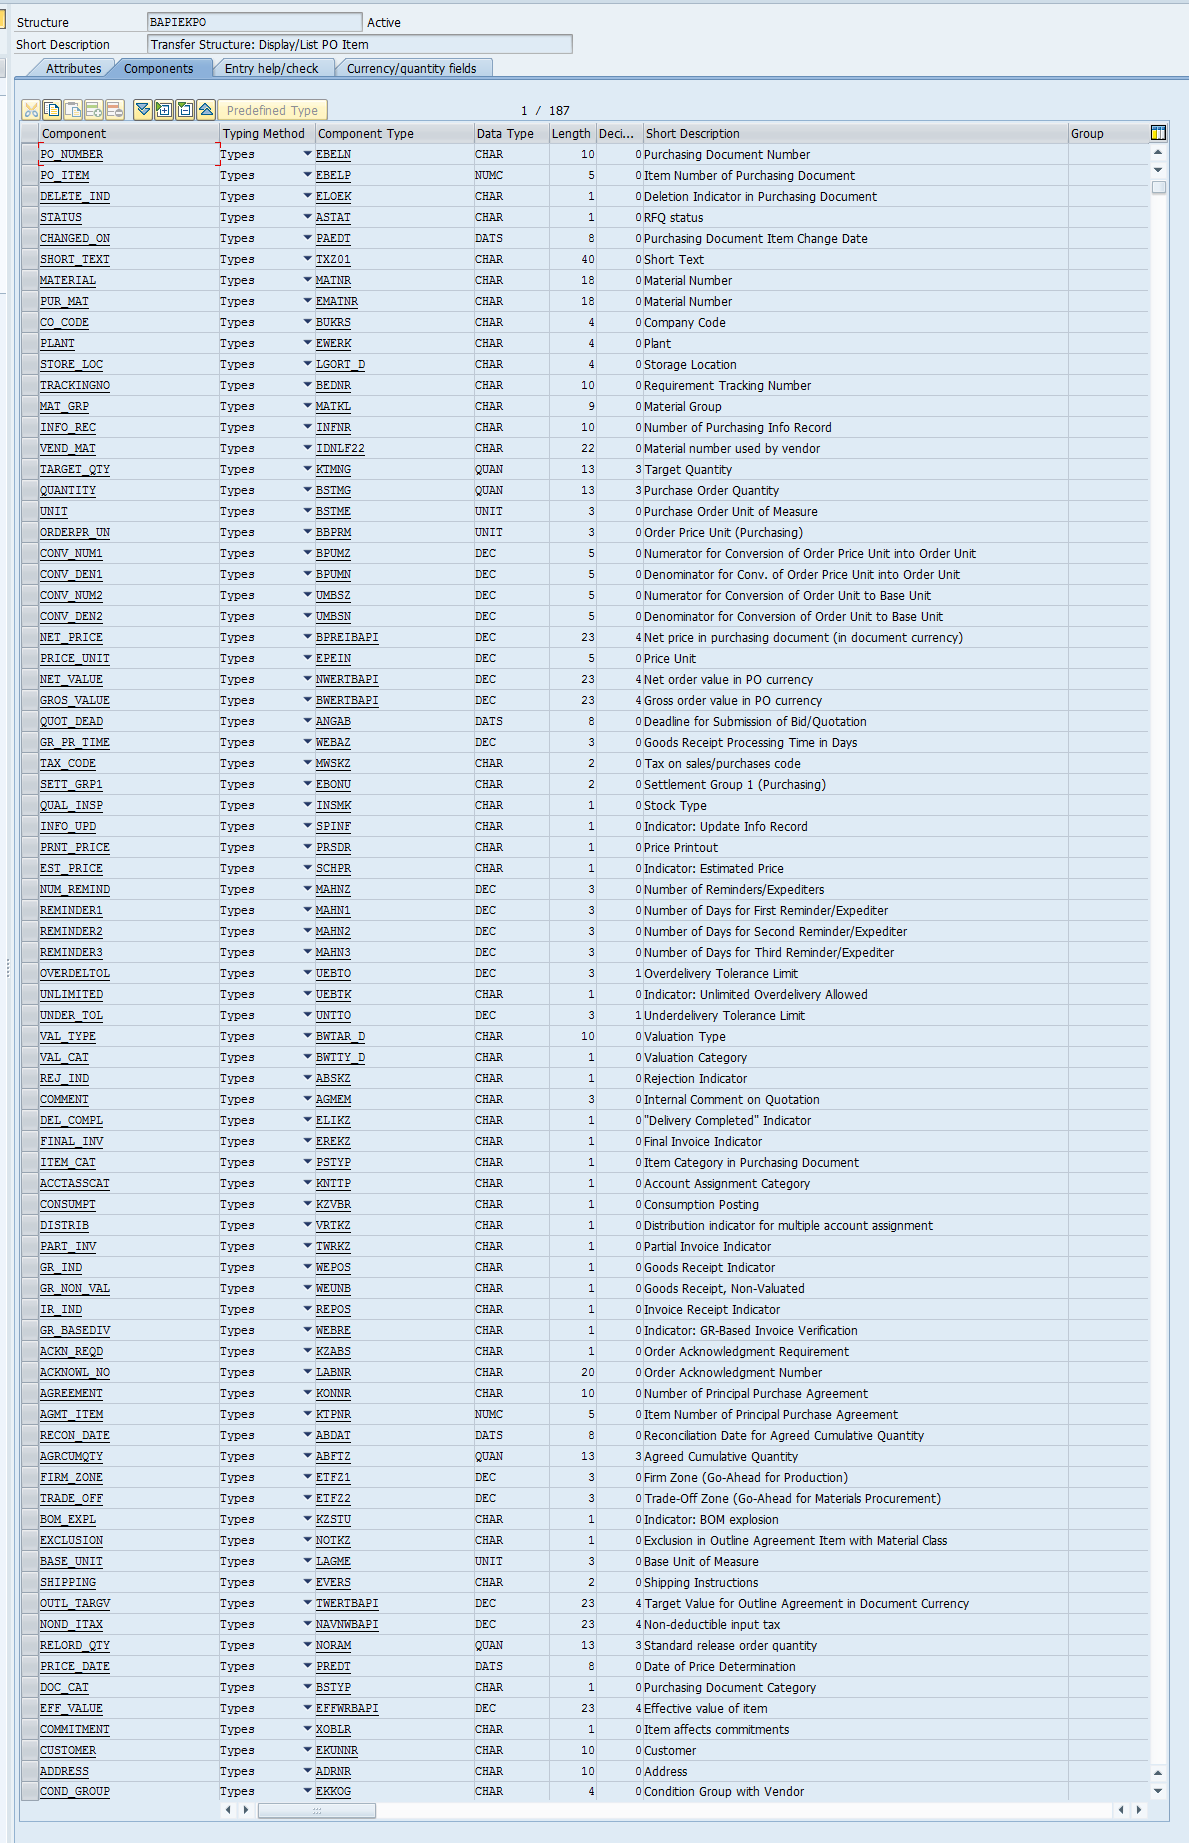 Structure BAPIEKPO Active
Short Description Transfer Structure: Display/List PO Item
Attributes Components Entry help/check Currency/quantity fields
Predefined Type 1 / 187
Component Typing Method Component Type Data Type Length Deci... Short Description Group
PO_NUMBER Types EBELN CHAR 10 0 Purchasing Document Number
PO_ITEM Types EBELP NUMC 5 0 Item Number of Purchasing Document
DELETE_IND Types ELOEK CHAR 1 0 Deletion Indicator in Purchasing Document
STATUS Types ASTAT CHAR 1 0 RFQ status
CHANGED_ON Types PAEDT DATS 8 0 Purchasing Document Item Change Date
SHORT_TEXT Types TXZ01 CHAR 40 0 Short Text
MATERIAL Types MATNR CHAR 18 0 Material Number
PUR_MAT Types EMATNR CHAR 18 0 Material Number
CO_CODE Types BUKRS CHAR 4 0 Company Code
PLANT Types EWERK CHAR 4 0 Plant
STORE_LOC Types LGORT_D CHAR 4 0 Storage Location
TRACKINGNO Types BEDNR CHAR 10 0 Requirement Tracking Number
MAT_GRP Types MATKL CHAR 9 0 Material Group
INFO_REC Types INFNR CHAR 10 0 Number of Purchasing Info Record
VEND_MAT Types IDNLF22 CHAR 22 0 Material number used by vendor
TARGET_QTY Types KTMNG QUAN 13 3 Target Quantity
QUANTITY Types BSTMG QUAN 13 3 Purchase Order Quantity
UNIT Types BSTME UNIT 3 0 Purchase Order Unit of Measure
ORDERPR_UN Types BBPRM UNIT 3 0 Order Price Unit (Purchasing)
CONV_NUM1 Types BPUMZ DEC 5 0 Numerator for Conversion of Order Price Unit into Order Unit
CONV_DEN1 Types BPUMN DEC 5 0 Denominator for Conv. of Order Price Unit into Order Unit
CONV_NUM2 Types UMBSZ DEC 5 0 Numerator for Conversion of Order Unit to Base Unit
CONV_DEN2 Types UMBSN DEC 5 0 Denominator for Conversion of Order Unit to Base Unit
NET_PRICE Types BPREIBAPI DEC 23 4 Net price in purchasing document (in document currency)
PRICE_UNIT Types EPEIN DEC 5 0 Price Unit
NET_VALUE Types NWERTBAPI DEC 23 4 Net order value in PO currency
GROS_VALUE Types BWERTBAPI DEC 23 4 Gross order value in PO currency
QUOT_DEAD Types ANGAB DATS 8 0 Deadline for Submission of Bid/Quotation
GR_PR_TIME Types WEBAZ DEC 3 0 Goods Receipt Processing Time in Days
TAX_CODE Types MWSKZ CHAR 2 0 Tax on sales/purchases code
SETT_GRP1 Types EBONU CHAR 2 0 Settlement Group 1 (Purchasing)
QUAL_INSP Types INSMK CHAR 1 0 Stock Type
INFO_UPD Types SPINF CHAR 1 0 Indicator: Update Info Record
PRNT_PRICE Types PRSDR CHAR 1 0 Price Printout
EST_PRICE Types SCHPR CHAR 1 0 Indicator: Estimated Price
NUM_REMIND Types MAHNZ DEC 3 0 Number of Reminders/Expediters
REMINDER1 Types MAHN1 DEC 3 0 Number of Days for First Reminder/Expediter
REMINDER2 Types MAHN2 DEC 3 0 Number of Days for Second Reminder/Expediter
REMINDER3 Types MAHN3 DEC 3 0 Number of Days for Third Reminder/Expediter
OVERDELTOL Types UEBTO DEC 3 1 Overdelivery Tolerance Limit
UNLIMITED Types UEBTK CHAR 1 0 Indicator: Unlimited Overdelivery Allowed
UNDER_TOL Types UNTTO DEC 3 1 Underdelivery Tolerance Limit
VAL_TYPE Types BWTAR_D CHAR 10 0 Valuation Type
VAL_CAT Types BWTTY_D CHAR 1 0 Valuation Category
REJ_IND Types ABSKZ CHAR 1 0 Rejection Indicator
COMMENT Types AGMEM CHAR 3 0 Internal Comment on Quotation
DEL_COMPL Types ELIKZ CHAR 1 0 "Delivery Completed" Indicator
FINAL_INV Types EREKZ CHAR 1 0 Final Invoice Indicator
ITEM_CAT Types PSTYP CHAR 1 0 Item Category in Purchasing Document
ACCTASSCAT Types KNTTP CHAR 1 0 Account Assignment Category
CONSUMPT Types KZVBR CHAR 1 0 Consumption Posting
DISTRIB Types VRTKZ CHAR 1 0 Distribution indicator for multiple account assignment
PART_INV Types TWRKZ CHAR 1 0 Partial Invoice Indicator
GR_IND Types WEPOS CHAR 1 0 Goods Receipt Indicator
GR_NON_VAL Types WEUNB CHAR 1 0 Goods Receipt, Non-Valuated
IR_IND Types REPOS CHAR 1 0 Invoice Receipt Indicator
GR_BASEDIV Types WEBRE CHAR 1 0 Indicator: GR-Based Invoice Verification
ACKN_REQD Types KZABS CHAR 1 0 Order Acknowledgment Requirement
ACKNOWL_NO Types LABNR CHAR 20 0 Order Acknowledgment Number
AGREEMENT Types KONNR CHAR 10 0 Number of Principal Purchase Agreement
AGMT_ITEM Types KTPNR NUMC 5 0 Item Number of Principal Purchase Agreement
RECON_DATE Types ABDAT DATS 8 0 Reconciliation Date for Agreed Cumulative Quantity
AGRCUMQTY Types ABFTZ QUAN 13 3 Agreed Cumulative Quantity
FIRM_ZONE Types ETFZ1 DEC 3 0 Firm Zone (Go-Ahead for Production)
TRADE_OFF Types ETFZ2 DEC 3 0 Trade-Off Zone (Go-Ahead for Materials Procurement)
BOM_EXPL Types KZSTU CHAR 1 0 Indicator: BOM explosion
EXCLUSION Types NOTKZ CHAR 1 0 Exclusion in Outline Agreement Item with Material Class
BASE_UNIT Types LAGME UNIT 3 0 Base Unit of Measure
SHIPPING Types EVERS CHAR 2 0 Shipping Instructions
OUTL_TARGV Types TWERTBAPI DEC 23 4 Target Value for Outline Agreement in Document Currency
NOND_ITAX Types NAVNWBAPI DEC 23 4 Non-deductible input tax
RELORD_QTY Types NORAM QUAN 13 3 Standard release order quantity
PRICE_DATE Types PREDT DATS 8 0 Date of Price Determination
DOC_CAT Types BSTYP CHAR 1 0 Purchasing Document Category
EFF_VALUE Types EFFWRBAPI DEC 23 4 Effective value of item
COMMITMENT Types XOBLR CHAR 1 0 Item affects commitments
CUSTOMER Types EKUNNR CHAR 10 0 Customer
ADDRESS Types ADRNR CHAR 10 0 Address
COND_GROUP Types EKKOG CHAR 4 0 Condition Group with Vendor